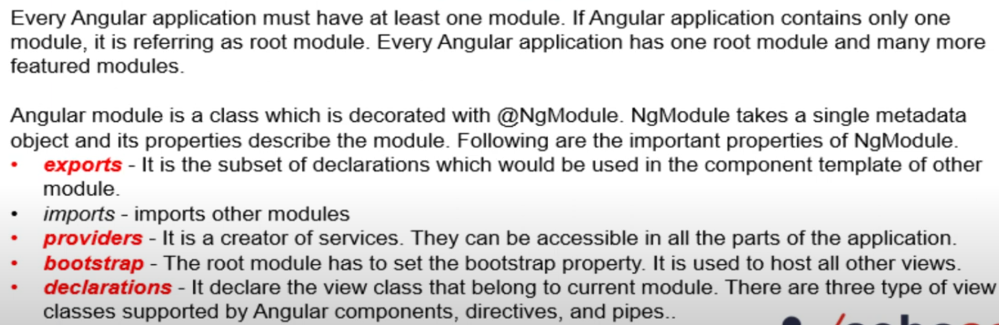 Every Angular application must have at least one module. If Angular application contains only one
module, it is referring as root module. Every Angular application has one root module and many more
featured modules.
Angular module is a class which is decorated with @NgModule. NgModule takes a single metadata
object and its properties describe the module. Following are the important properties of NgModule.
• exports - It is the subset of declarations which would be used in the component template of other
module.
• imports - imports other modules
• providers - It is a creator of services. They can be accessible in all the parts of the application.
• bootstrap - The root module has to set the bootstrap property. It is used to host all other views.
• declarations - It declare the view class that belong to current module. There are three type of view
classes supported by Angular components, directives, and pipes..